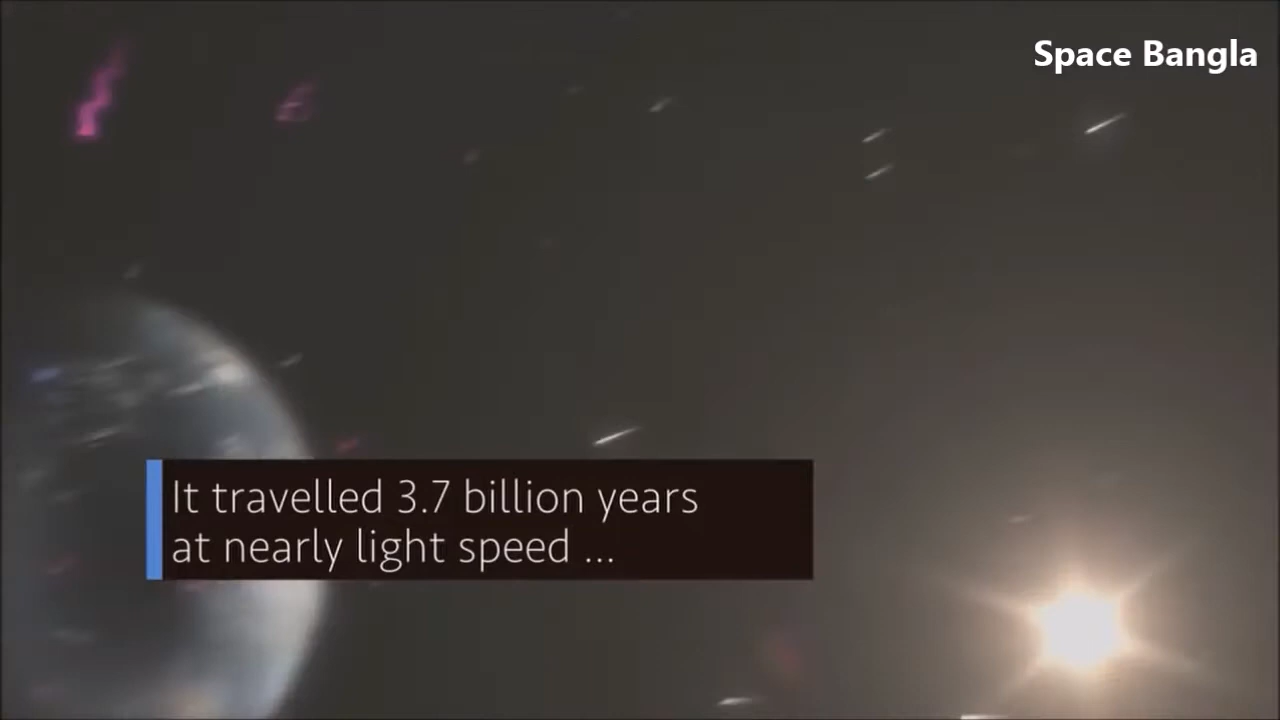 Space Bangla
It travelled 3.7 billion years
at nearly light speed ...